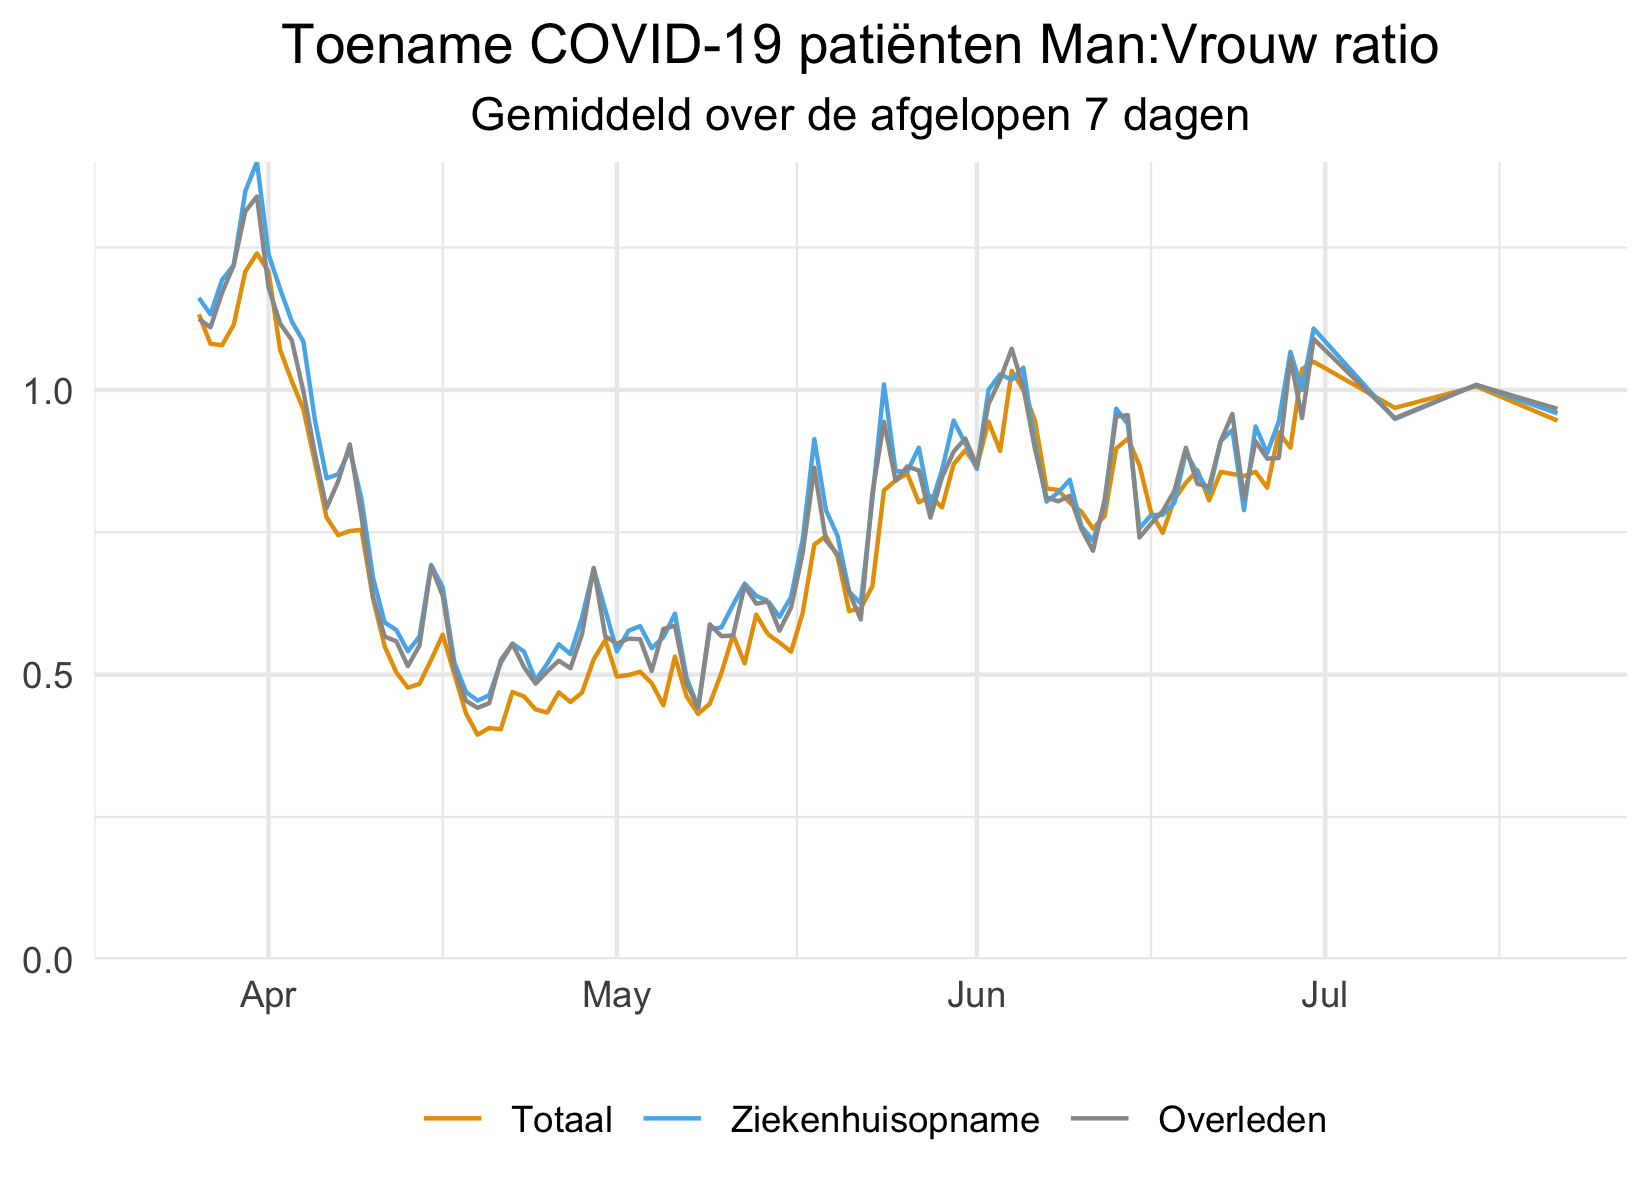 Toename COVID-19 patiënten Man:Vrouw ratio
Gemiddeld over de afgelopen 7 dagen
1.0
0.5
0.0
Apr May Jun Jul
Totaal Ziekenhuisopname Overleden